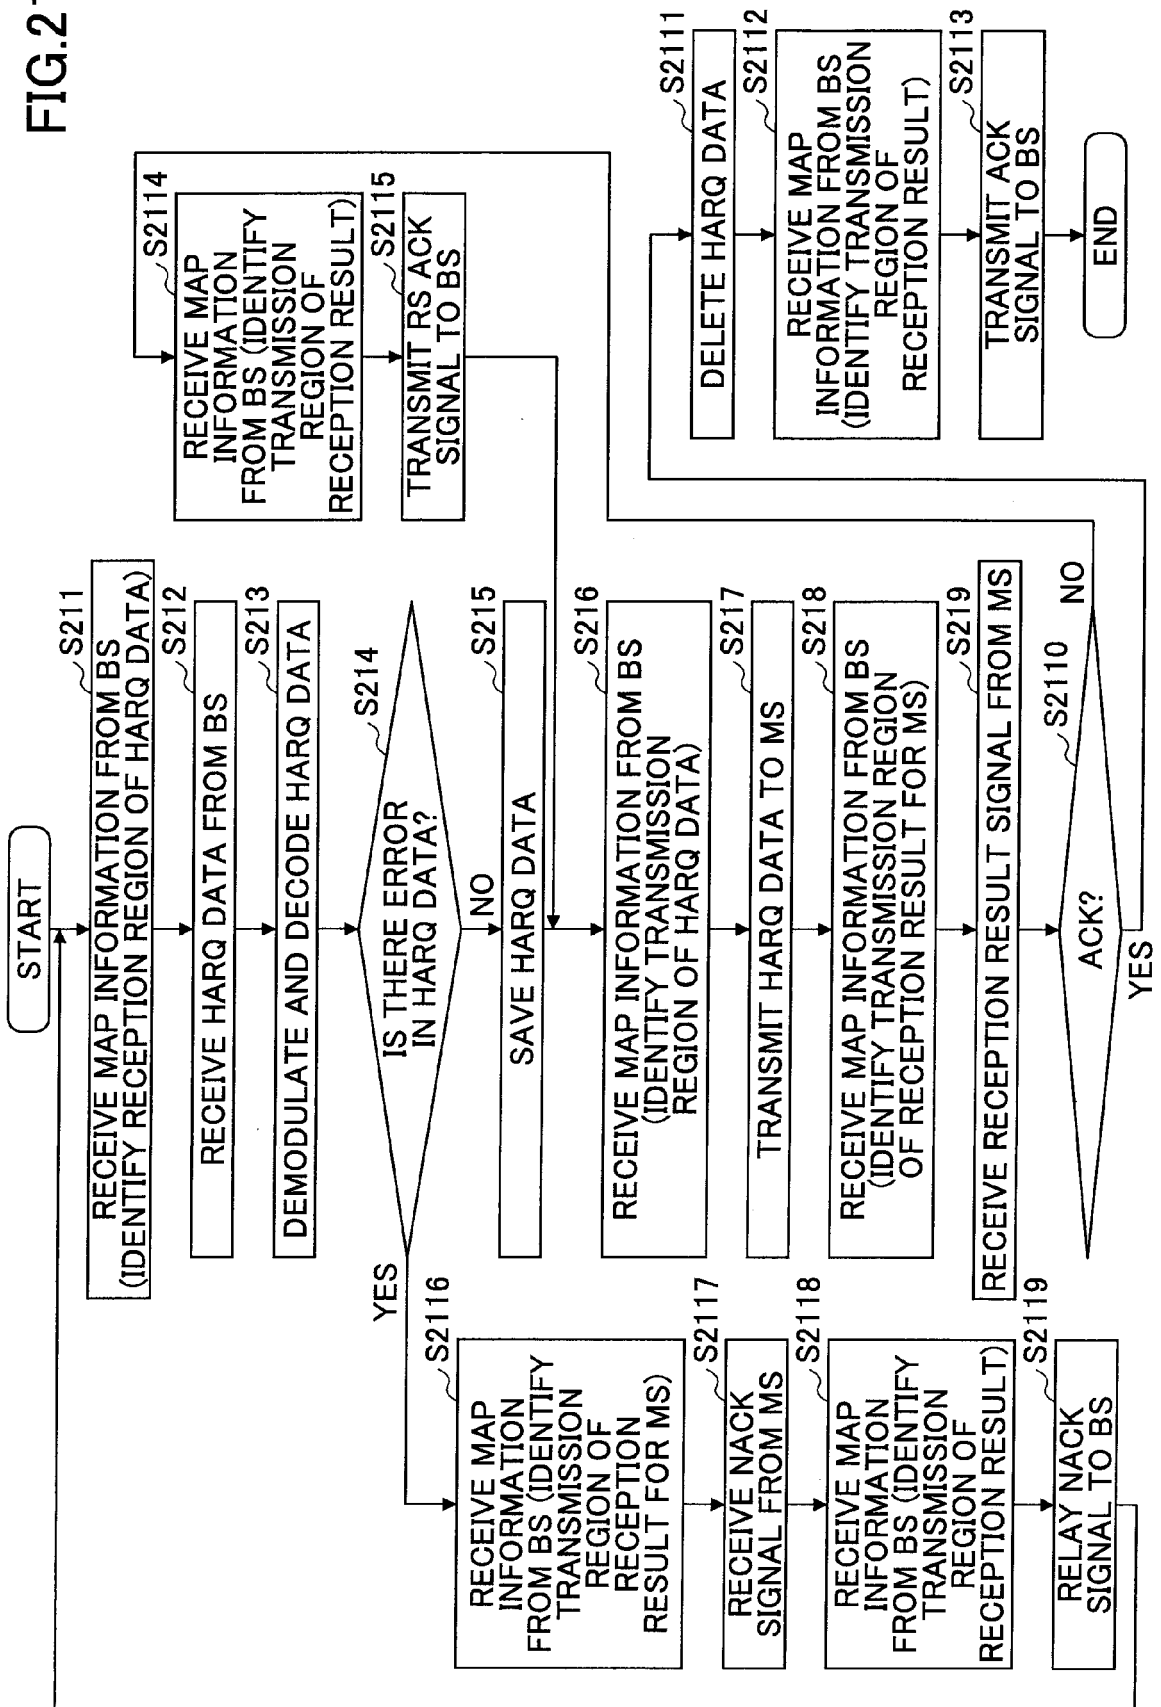 FIG.21
START
S211
RECEIVE MAP INFORMATION FROM BS
(IDENTIFY RECEPTION REGION OF HARQ DATA)
S212
RECEIVE HARQ DATA FROM BS
S213
DEMODULATE AND DECODE HARQ DATA
S214
IS THERE ERROR
IN HARQ DATA?
YES
NO
S215
SAVE HARQ DATA
S216
RECEIVE MAP INFORMATION FROM BS
(IDENTIFY TRANSMISSION
REGION OF HARQ DATA)
S217
TRANSMIT HARQ DATA TO MS
S218
RECEIVE MAP INFORMATION FROM BS
(IDENTIFY TRANSMISSION REGION
OF RECEPTION RESULT FOR MS)
S219
RECEIVE RECEPTION RESULT SIGNAL FROM MS
S2110
ACK?
NO
YES
S2111
DELETE HARQ DATA
S2112
RECEIVE MAP
INFORMATION FROM BS
(IDENTIFY TRANSMISSION
REGION OF
RECEPTION RESULT)
S2113
TRANSMIT ACK
SIGNAL TO BS
END
S2114
RECEIVE MAP
INFORMATION
FROM BS (IDENTIFY
TRANSMISSION
REGION OF
RECEPTION RESULT)
S2115
TRANSMIT RS ACK
SIGNAL TO BS
S2116
RECEIVE MAP
INFORMATION
FROM BS (IDENTIFY
TRANSMISSION
REGION OF
RECEPTION
RESULT FOR MS)
S2117
RECEIVE NACK
SIGNAL FROM MS
S2118
RECEIVE MAP
INFORMATION
FROM BS (IDENTIFY
TRANSMISSION
REGION OF
RECEPTION RESULT)
S2119
RELAY NACK
SIGNAL TO BS